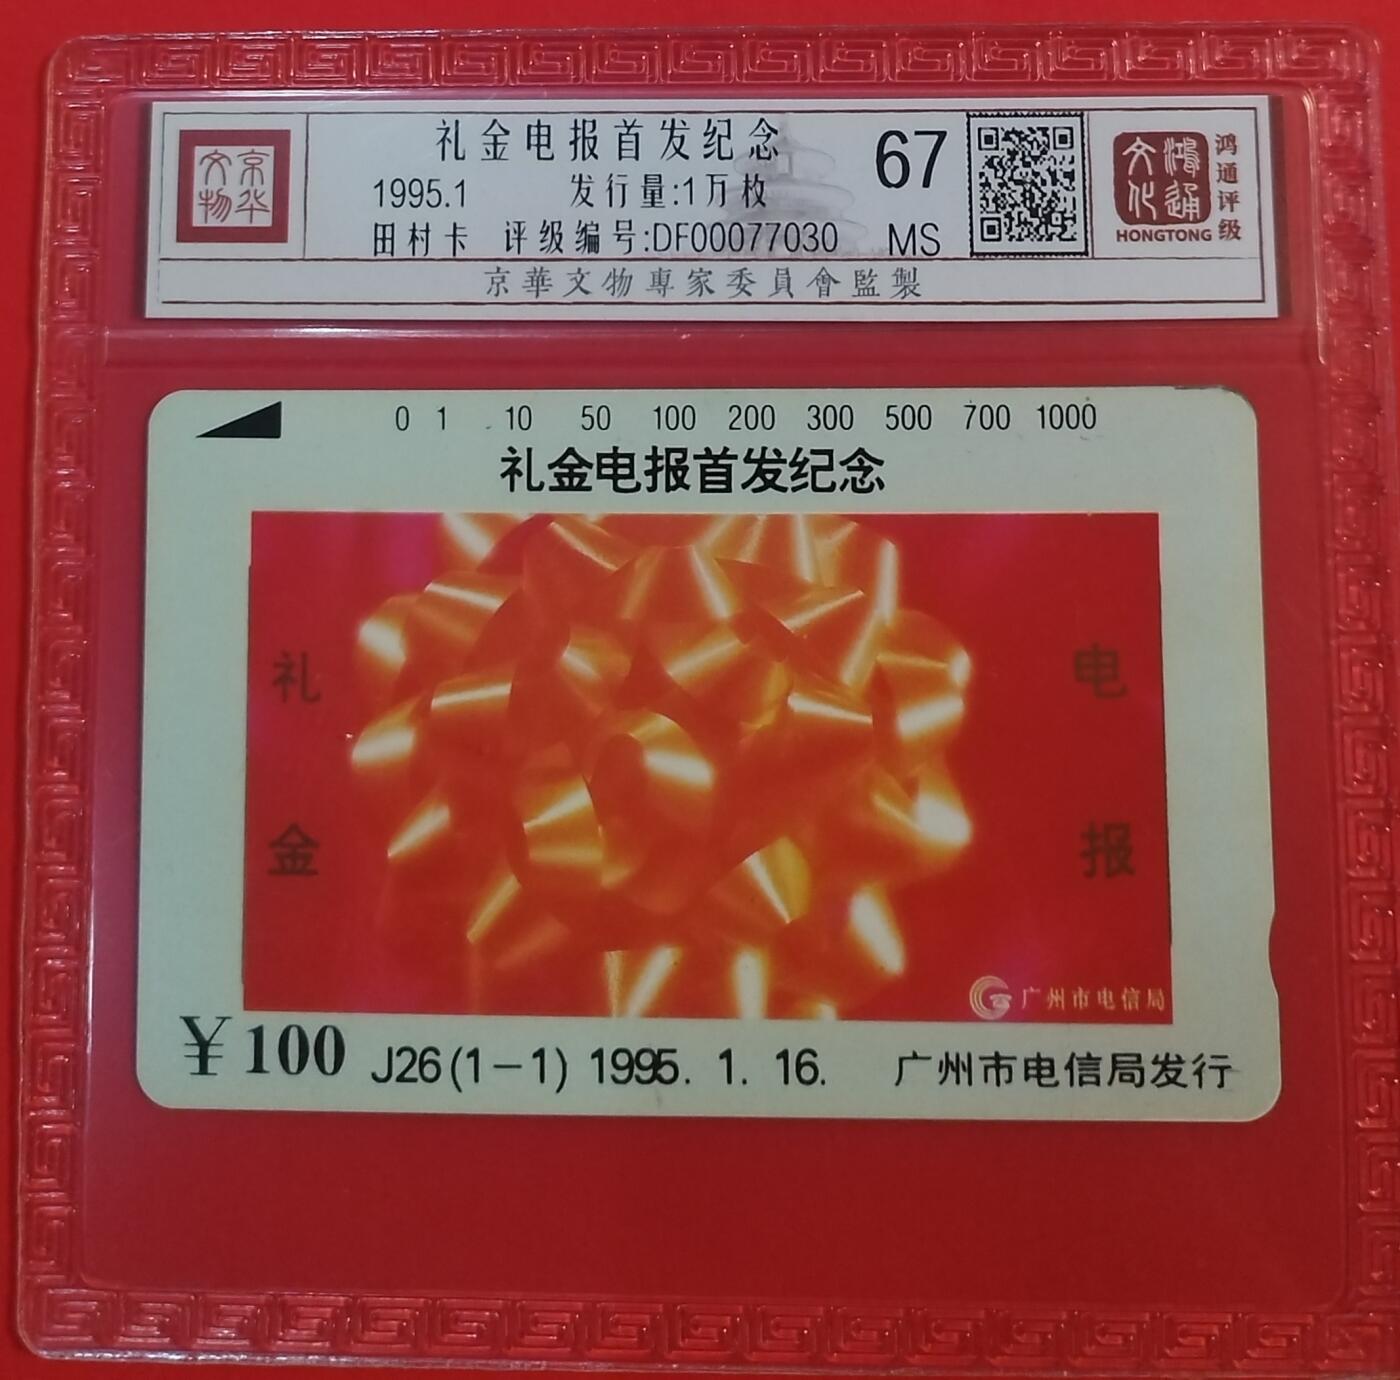 京华
文物
礼金电报首发纪念
1995.1 发行量:1万枚
田村卡 评级编号:DF00077030
67
MS
鸿通
文化
HONGTONG
鸿通评级
京華文物專家委員會監製
0 1 10 50 100 200 300 500 700 1000
礼金电报首发纪念
礼金
电报
广州市电信局
￥100 J26(1-1) 1995. 1. 16. 广州市电信局发行